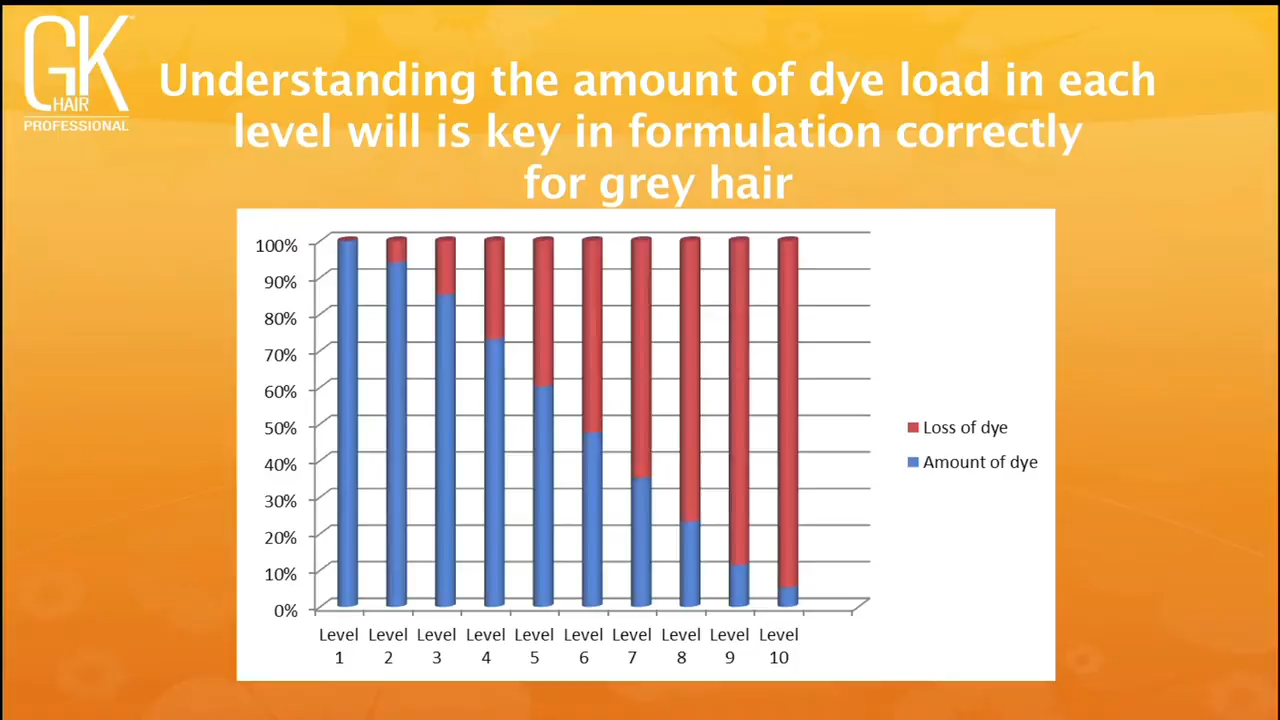 GK
HAIR
PROFESSIONAL
Understanding the amount of dye load in each
level will is key in formulation correctly
for grey hair
100%
90%
80%
70%
60%
50%
40%
30%
20%
10%
0%
Level 1
Level 2
Level 3
Level 4
Level 5
Level 6
Level 7
Level 8
Level 9
Level 10
Loss of dye
Amount of dye